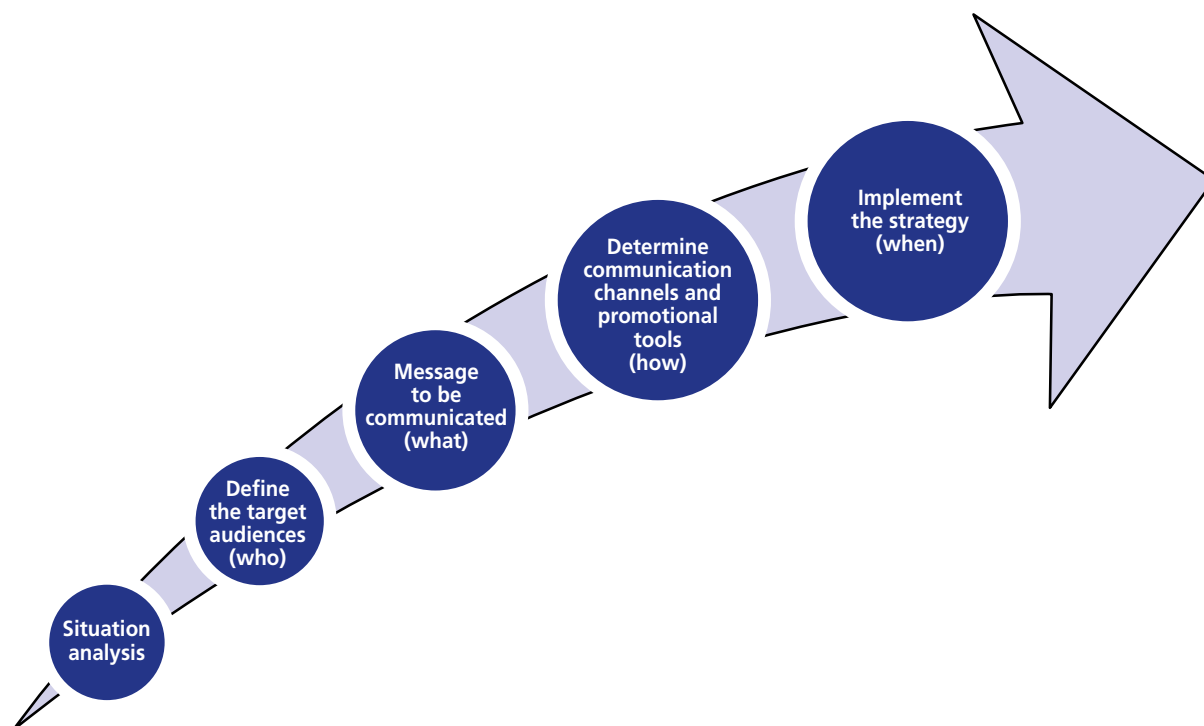 Situation
analysis
Define
the target
audiences
(who)
Message
to be
communicated
(what)
Determine
communication
channels and
promotional
tools
(how)
Implement
the strategy
(when)